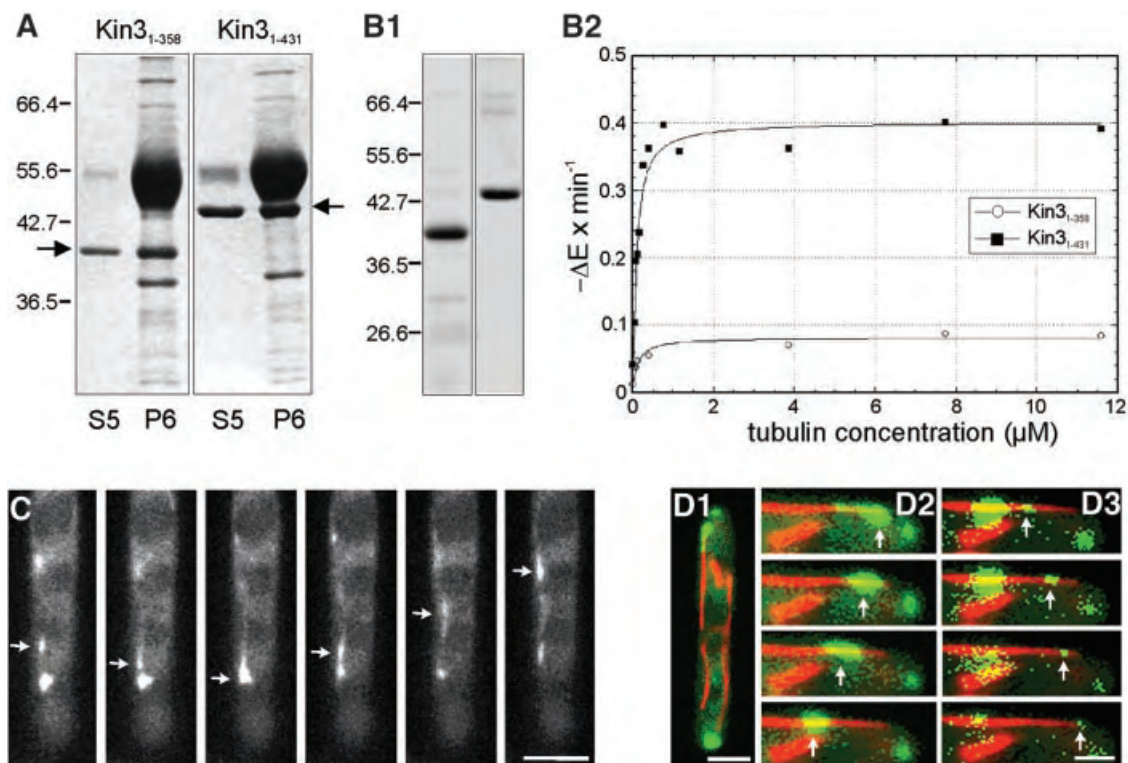 A
Kin3₁₋₃₅₈
Kin3₁₋₄₃₁
66.4
55.6
42.7
36.5
S5 P6 S5 P6
B1
66.4
55.6
42.7
36.5
26.6
B2
0.5
0.4
0.3
0.2
0.1
0
−ΔE x min⁻¹
Kin3₁₋₃₅₈
Kin3₁₋₄₃₁
0 2 4 6 8 10 12
tubulin concentration (µM)
C
D1
D2
D3